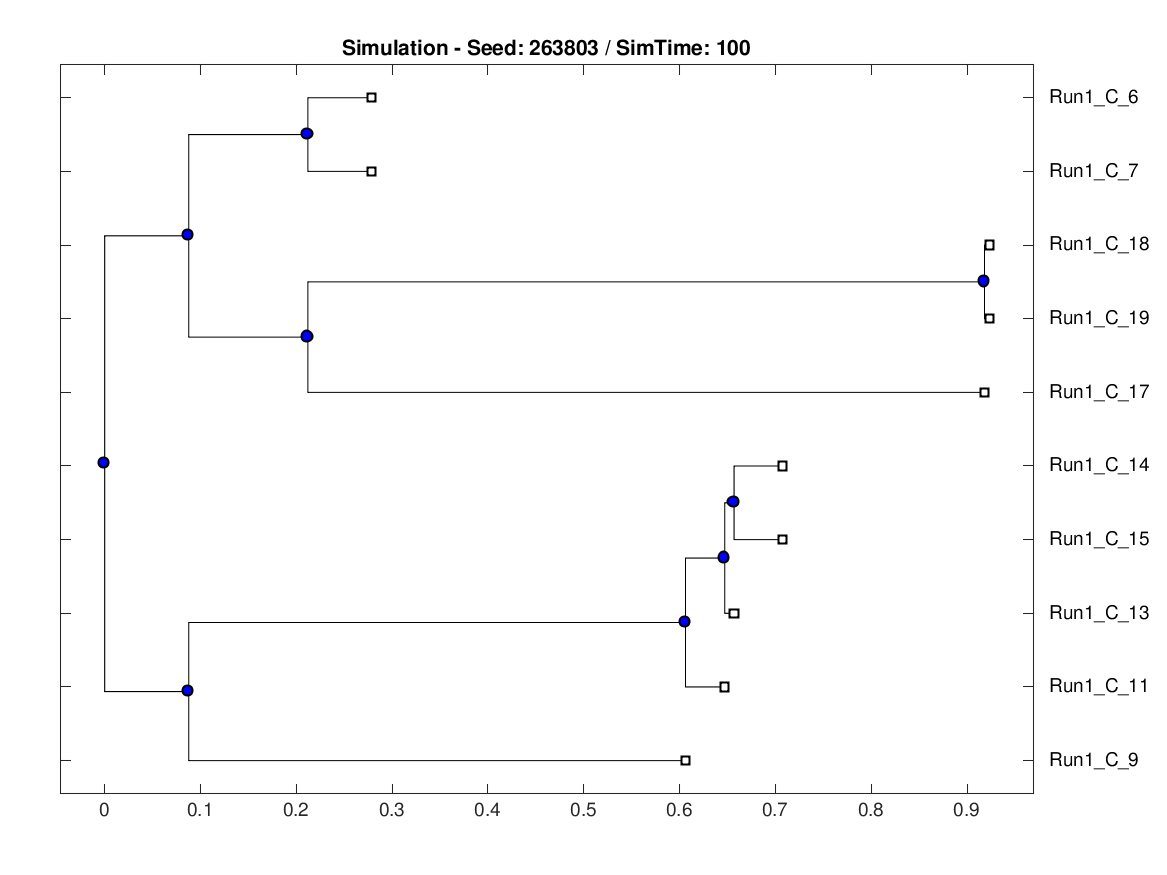 Simulation - Seed: 263803 / SimTime: 100
Run1_C_6
Run1_C_7
Run1_C_18
Run1_C_19
Run1_C_17
Run1_C_14
Run1_C_15
Run1_C_13
Run1_C_11
Run1_C_9
0 0.1 0.2 0.3 0.4 0.5 0.6 0.7 0.8 0.9